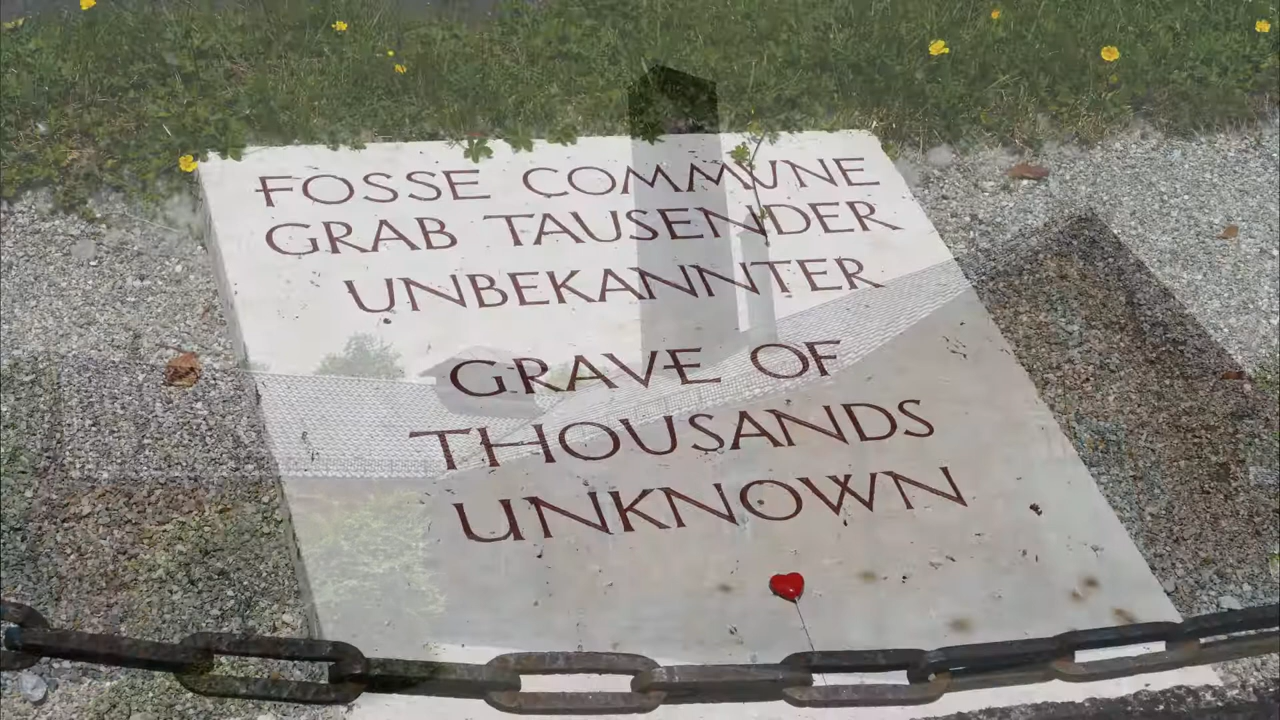 FOSSE COMMUNE
GRAB TAUSENDER
UNBEKANNTER
GRAVE OF
THOUSANDS
UNKNOWN